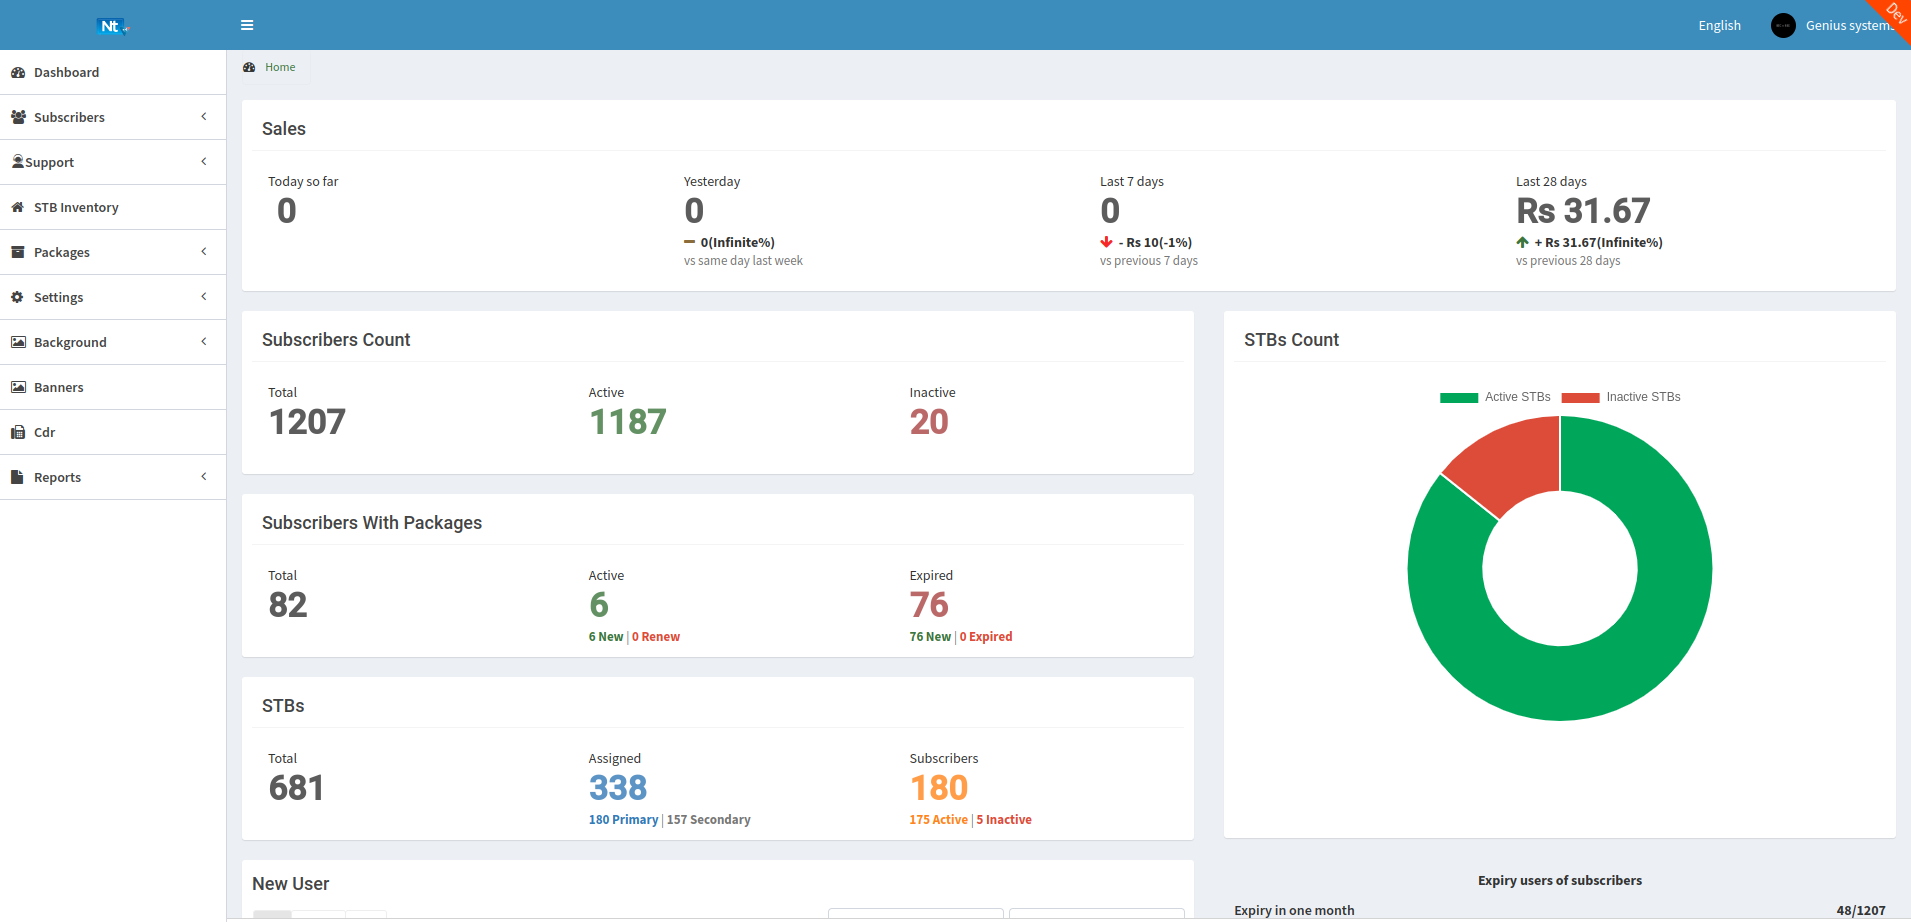 Nt
English
Genius systems
Dev
Dashboard
Subscribers
Support
STB Inventory
Packages
Settings
Background
Banners
Cdr
Reports
Home
Sales
Today so far
0
Yesterday
0
0(Infinite%)
vs same day last week
Last 7 days
0
- Rs 10(-1%)
vs previous 7 days
Last 28 days
Rs 31.67
+ Rs 31.67(Infinite%)
vs previous 28 days
Subscribers Count
Total
1207
Active
1187
Inactive
20
Subscribers With Packages
Total
82
Active
6
6 New | 0 Renew
Expired
76
76 New | 0 Expired
STBs
Total
681
Assigned
338
180 Primary | 157 Secondary
Subscribers
180
175 Active | 5 Inactive
New User
STBs Count
Active STBs
Inactive STBs
Expiry users of subscribers
Expiry in one month 48/1207